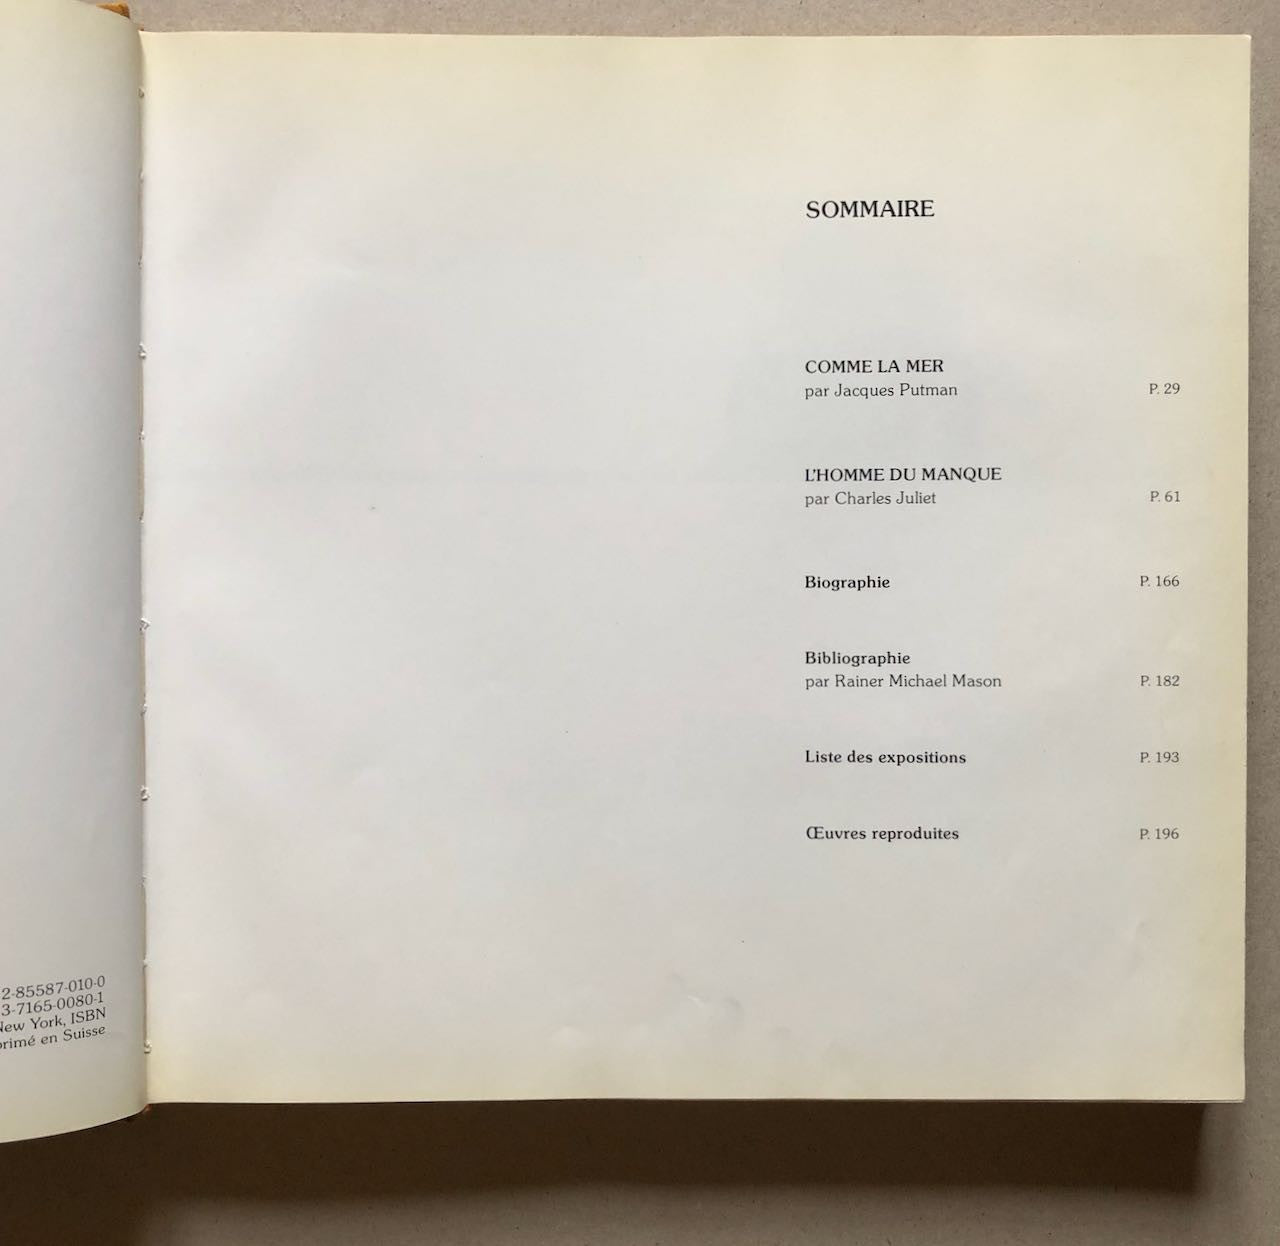 2-85587-010-0
3-7165-0080-1
New York, ISBN
primé en Suisse
SOMMAIRE
COMME LA MER
par Jacques Putman P. 29
L'HOMME DU MANQUE
par Charles Juliet P. 61
Biographie P. 166
Bibliographie
par Rainer Michael Mason P. 182
Liste des expositions P. 193
Œuvres reproduites P. 196